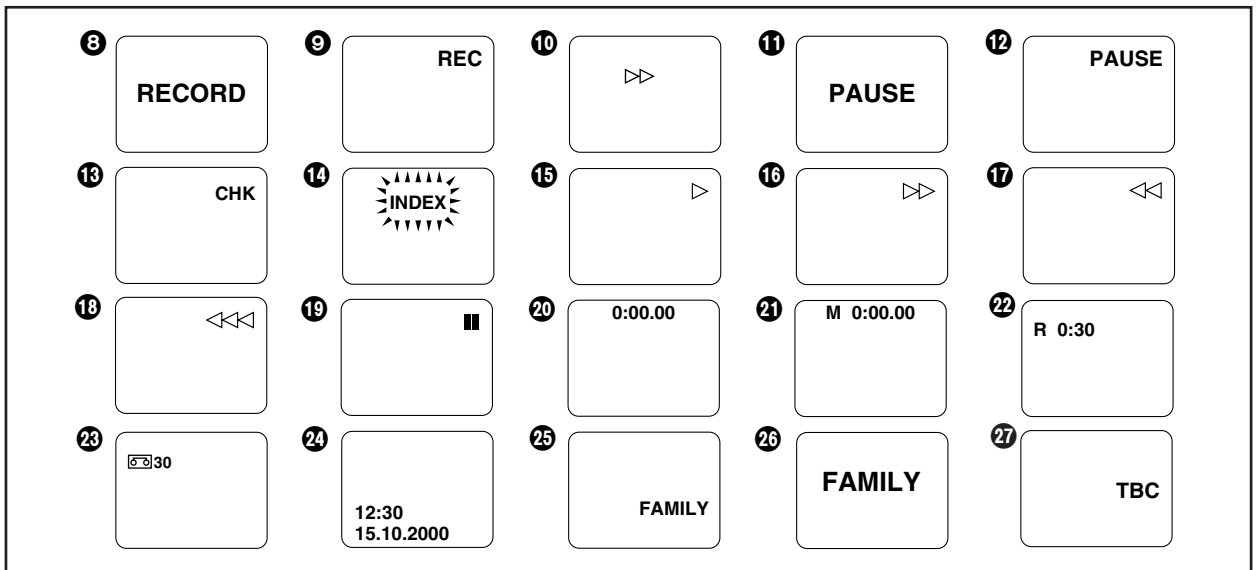 8 RECORD
9 REC
10 ▷▷
11 PAUSE
12 PAUSE
13 CHK
14 INDEX
15 ▷
16 ▷▷
17 ◁◁
18 ◁◁◁
19
20 0:00.00
21 M 0:00.00
22 R 0:30
23 30
24 12:30
15.10.2000
25 FAMILY
26 FAMILY
27 TBC